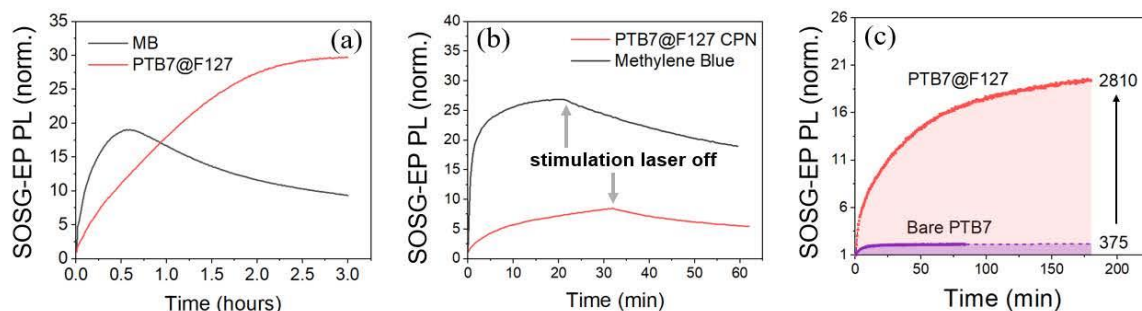 (a)
MB
PTB7@F127
SOSG-EP PL (norm.)
35
30
25
20
15
10
5
0
0.0 0.5 1.0 1.5 2.0 2.5 3.0
Time (hours)
(b)
PTB7@F127 CPN
Methylene Blue
stimulation laser off
SOSG-EP PL (norm.)
40
35
30
25
20
15
10
5
0
0 10 20 30 40 50 60
Time (min)
(c)
PTB7@F127
2810
Bare PTB7
375
SOSG-EP PL (norm.)
26
21
16
11
6
1
0 50 100 150 200
Time (min)